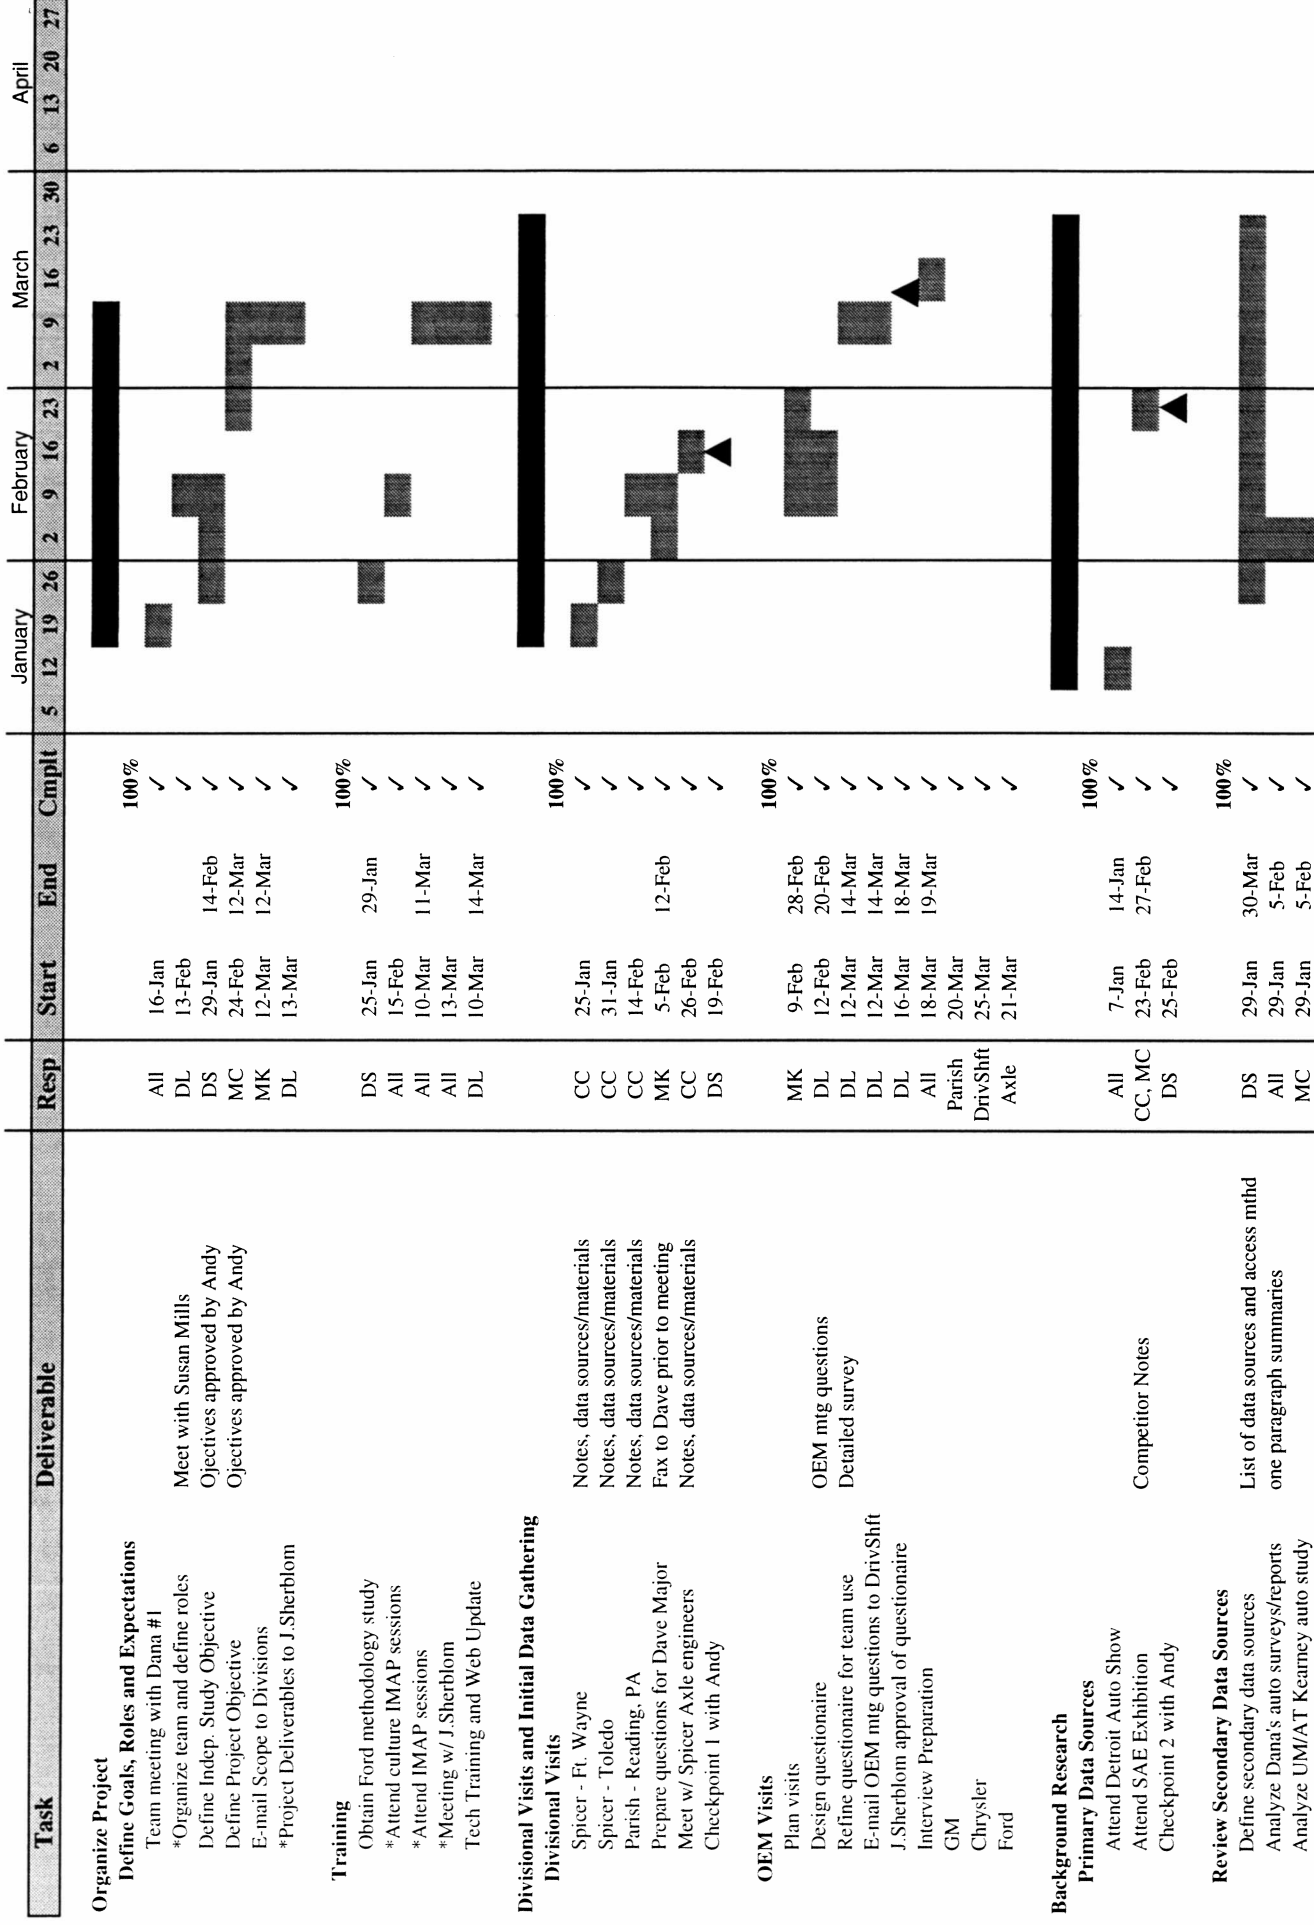 January February March April
Task Deliverable Resp Start End Cmplt 5 12 19 26 2 9 16 23 2 9 16 23 30 6 13 20 27
Organize Project
Define Goals, Roles and Expectations 100%
Team meeting with Dana #1 All 16-Jan ✓
*Organize team and define roles Meet with Susan Mills DL 13-Feb ✓
Define Indep. Study Objective Ojectives approved by Andy DS 29-Jan 14-Feb ✓
Define Project Objective Ojectives approved by Andy MC 24-Feb 12-Mar ✓
E-mail Scope to Divisions MK 12-Mar 12-Mar ✓
*Project Deliverables to J.Sherblom DL 13-Mar ✓
Training 100%
Obtain Ford methodology study DS 25-Jan 29-Jan ✓
*Attend culture IMAP sessions All 15-Feb ✓
*Attend IMAP sessions All 10-Mar 11-Mar ✓
*Meeting w/ J.Sherblom All 13-Mar ✓
Tech Training and Web Update DL 10-Mar 14-Mar ✓
Divisional Visits and Initial Data Gathering
Divisional Visits 100%
Spicer - Ft. Wayne Notes, data sources/materials CC 25-Jan ✓
Spicer - Toledo Notes, data sources/materials CC 31-Jan ✓
Parish - Reading, PA Notes, data sources/materials CC 14-Feb ✓
Prepare questions for Dave Major Fax to Dave prior to meeting MK 5-Feb 12-Feb ✓
Meet w/ Spicer Axle engineers Notes, data sources/materials CC 26-Feb ✓
Checkpoint 1 with Andy DS 19-Feb ✓
OEM Visits 100%
Plan visits MK 9-Feb 28-Feb ✓
Design questionaire OEM mtg questions DL 12-Feb 20-Feb ✓
Refine questionaire for team use Detailed survey DL 12-Mar 14-Mar ✓
E-mail OEM mtg questions to DrivShft DL 12-Mar 14-Mar ✓
J.Sherblom approval of questionaire DL 16-Mar 18-Mar ✓
Interview Preparation All 18-Mar 19-Mar ✓
GM Parish 20-Mar ✓
Chrysler DrivShft 25-Mar ✓
Ford Axle 21-Mar ✓
Background Research
Primary Data Sources 100%
Attend Detroit Auto Show All 7-Jan 14-Jan ✓
Attend SAE Exhibition Competitor Notes CC, MC 23-Feb 27-Feb ✓
Checkpoint 2 with Andy DS 25-Feb ✓
Review Secondary Data Sources 100%
Define secondary data sources List of data sources and access mthd DS 29-Jan 30-Mar ✓
Analyze Dana's auto surveys/reports one paragraph summaries All 29-Jan 5-Feb ✓
Analyze UM/AT Kearney auto study MC 29-Jan 5-Feb ✓